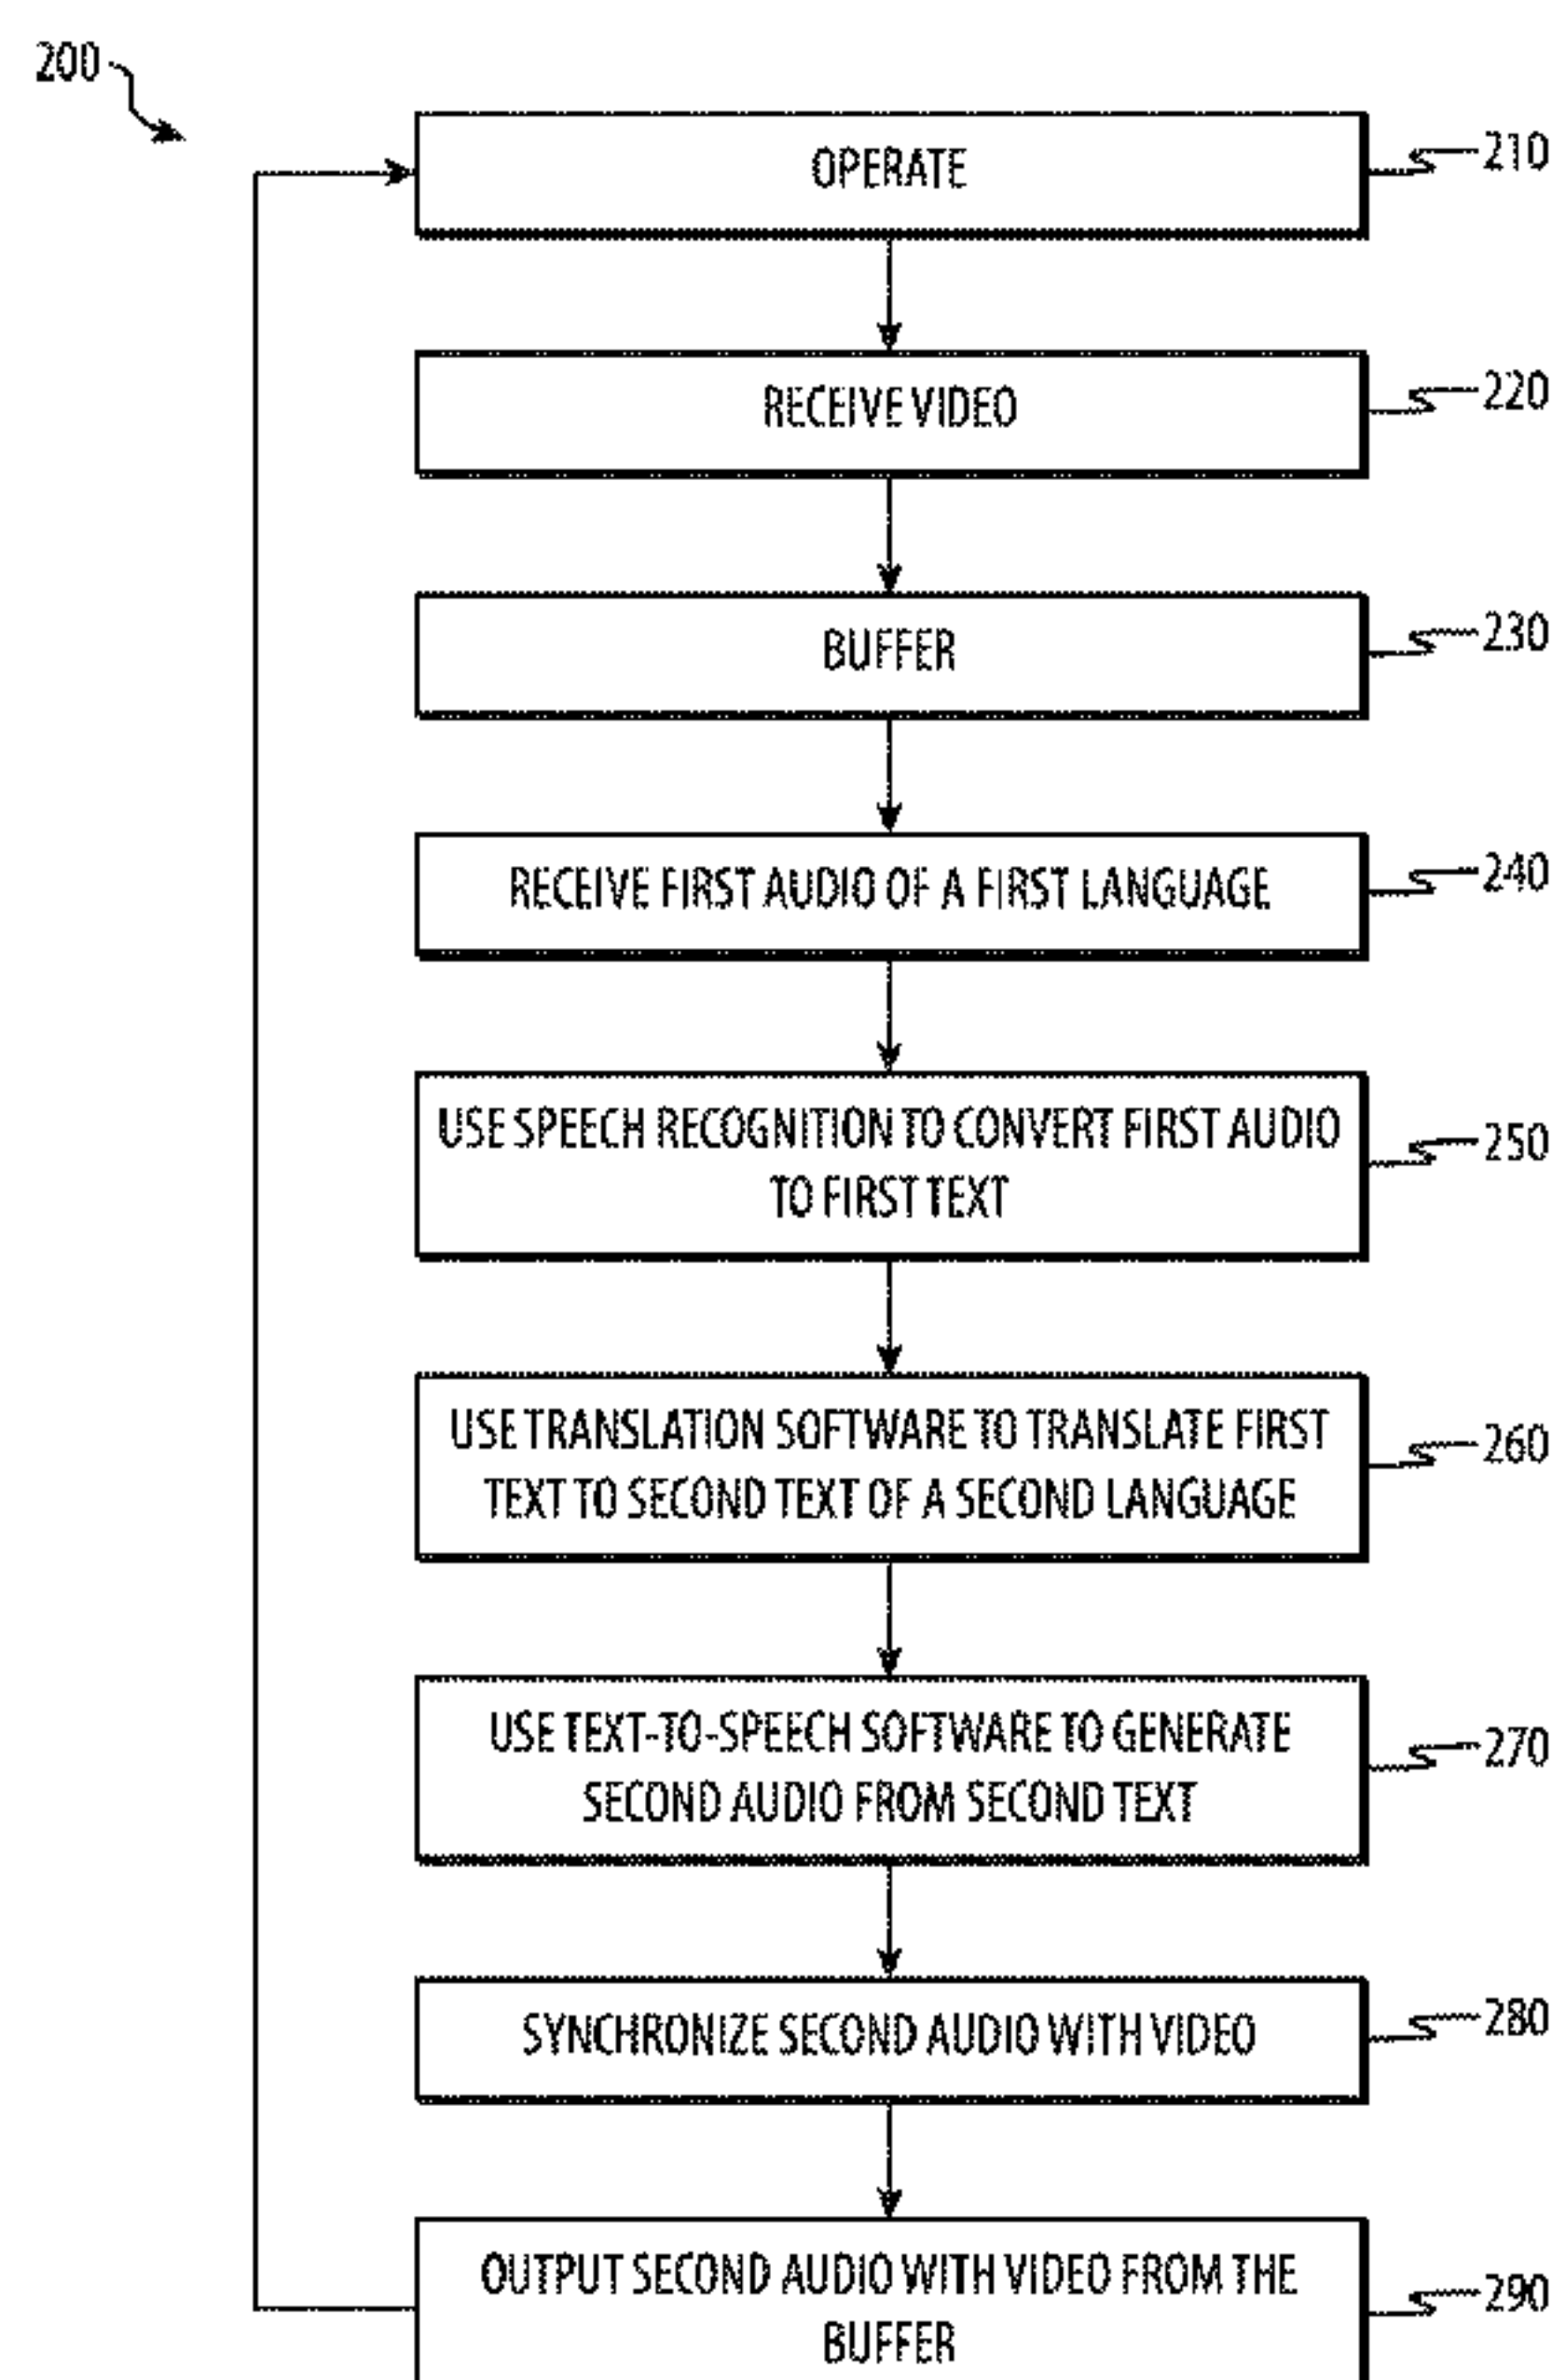 200
OPERATE
210
RECEIVE VIDEO
220
BUFFER
230
RECEIVE FIRST AUDIO OF A FIRST LANGUAGE
240
USE SPEECH RECOGNITION TO CONVERT FIRST AUDIO
TO FIRST TEXT
250
USE TRANSLATION SOFTWARE TO TRANSLATE FIRST
TEXT TO SECOND TEXT OF A SECOND LANGUAGE
260
USE TEXT-TO-SPEECH SOFTWARE TO GENERATE
SECOND AUDIO FROM SECOND TEXT
270
SYNCHRONIZE SECOND AUDIO WITH VIDEO
280
OUTPUT SECOND AUDIO WITH VIDEO FROM THE
BUFFER
290